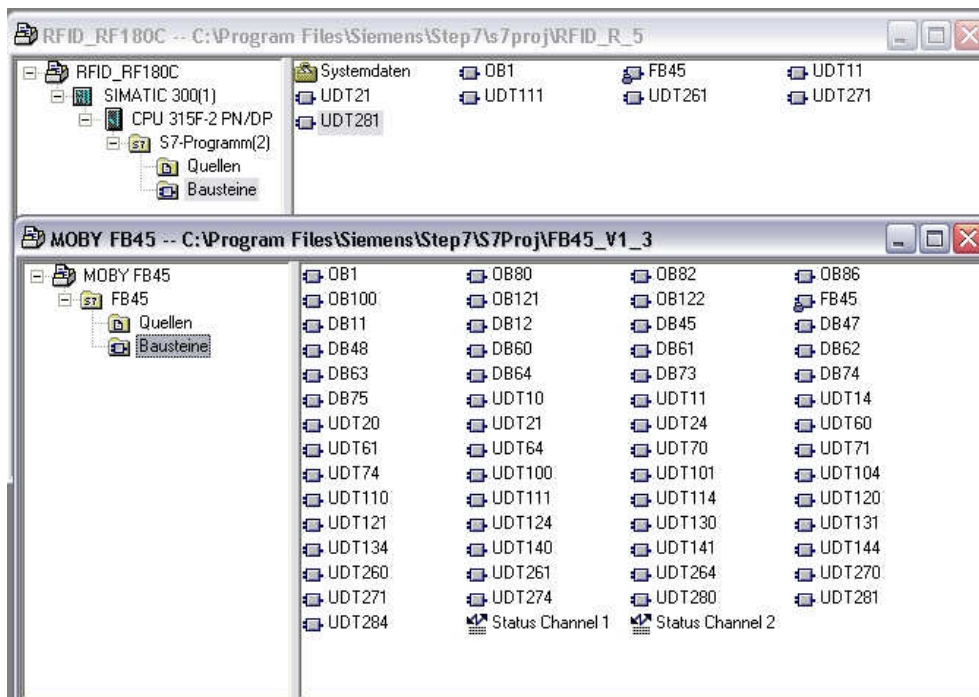 RFID_RF180C -- C:\Program Files\Siemens\Step7\s7proj\RFID_R_5
RFID_RF180C
SIMATIC 300(1)
CPU 315F-2 PN/DP
S7-Programm(2)
Quellen
Bausteine
Systemdaten OB1 FB45 UDT11
UDT21 UDT111 UDT261 UDT271
UDT281
MOBY FB45 -- C:\Program Files\Siemens\Step7\S7Proj\FB45_V1_3
MOBY FB45
FB45
Quellen
Bausteine
OB1 OB80 OB82 OB86
OB100 OB121 OB122 FB45
DB11 DB12 DB45 DB47
DB48 DB60 DB61 DB62
DB63 DB64 DB73 DB74
DB75 UDT10 UDT11 UDT14
UDT20 UDT21 UDT24 UDT60
UDT61 UDT64 UDT70 UDT71
UDT74 UDT100 UDT101 UDT104
UDT110 UDT111 UDT114 UDT120
UDT121 UDT124 UDT130 UDT131
UDT134 UDT140 UDT141 UDT144
UDT260 UDT261 UDT264 UDT270
UDT271 UDT274 UDT280 UDT281
UDT284 Status Channel 1 Status Channel 2